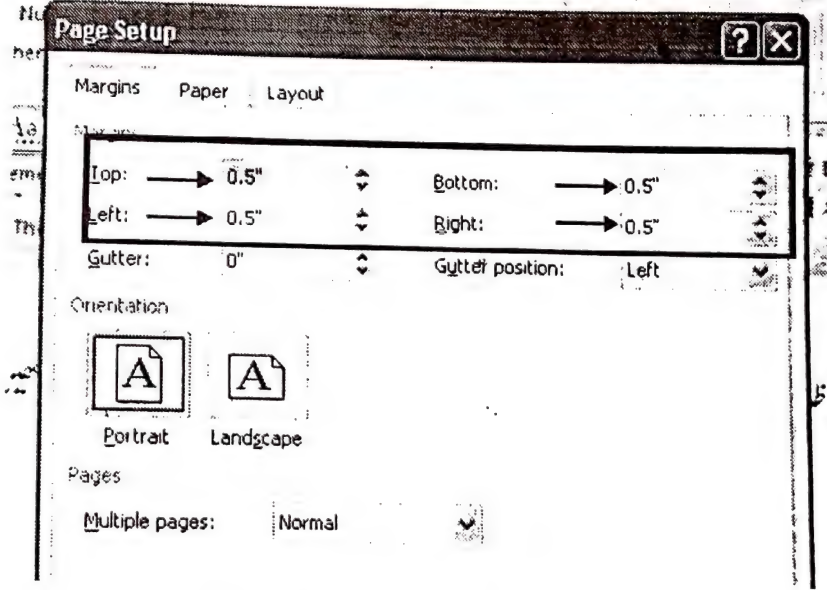 Page Setup
Margins Paper Layout
Margins
Top: 0.5" Bottom: 0.5"
Left: 0.5" Right: 0.5"
Gutter: 0" Gutter position: Left
Orientation
A A
Portrait Landscape
Pages
Multiple pages: Normal